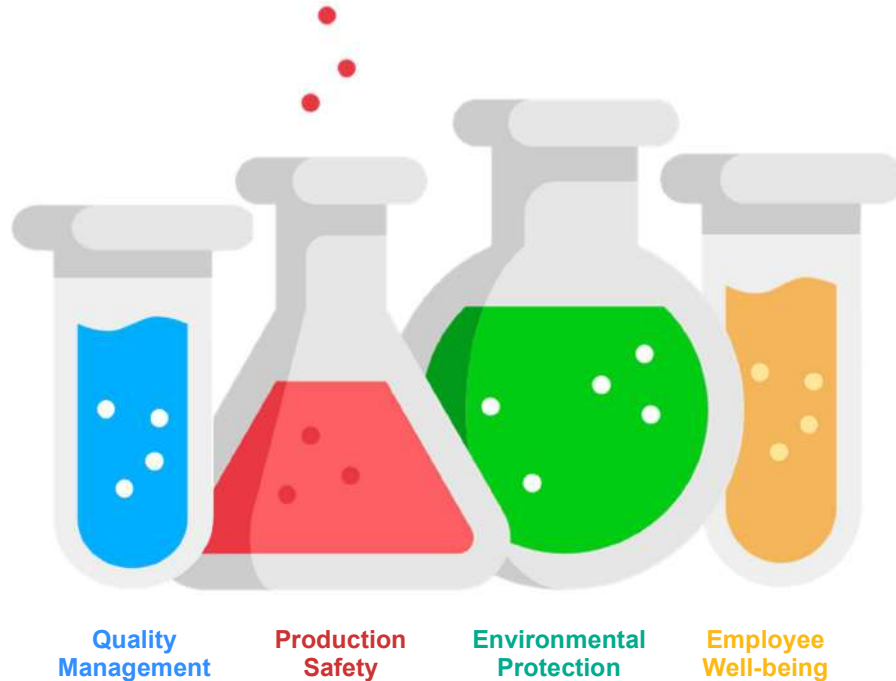 Quality
Management
Production
Safety
Environmental
Protection
Employee
Well-being